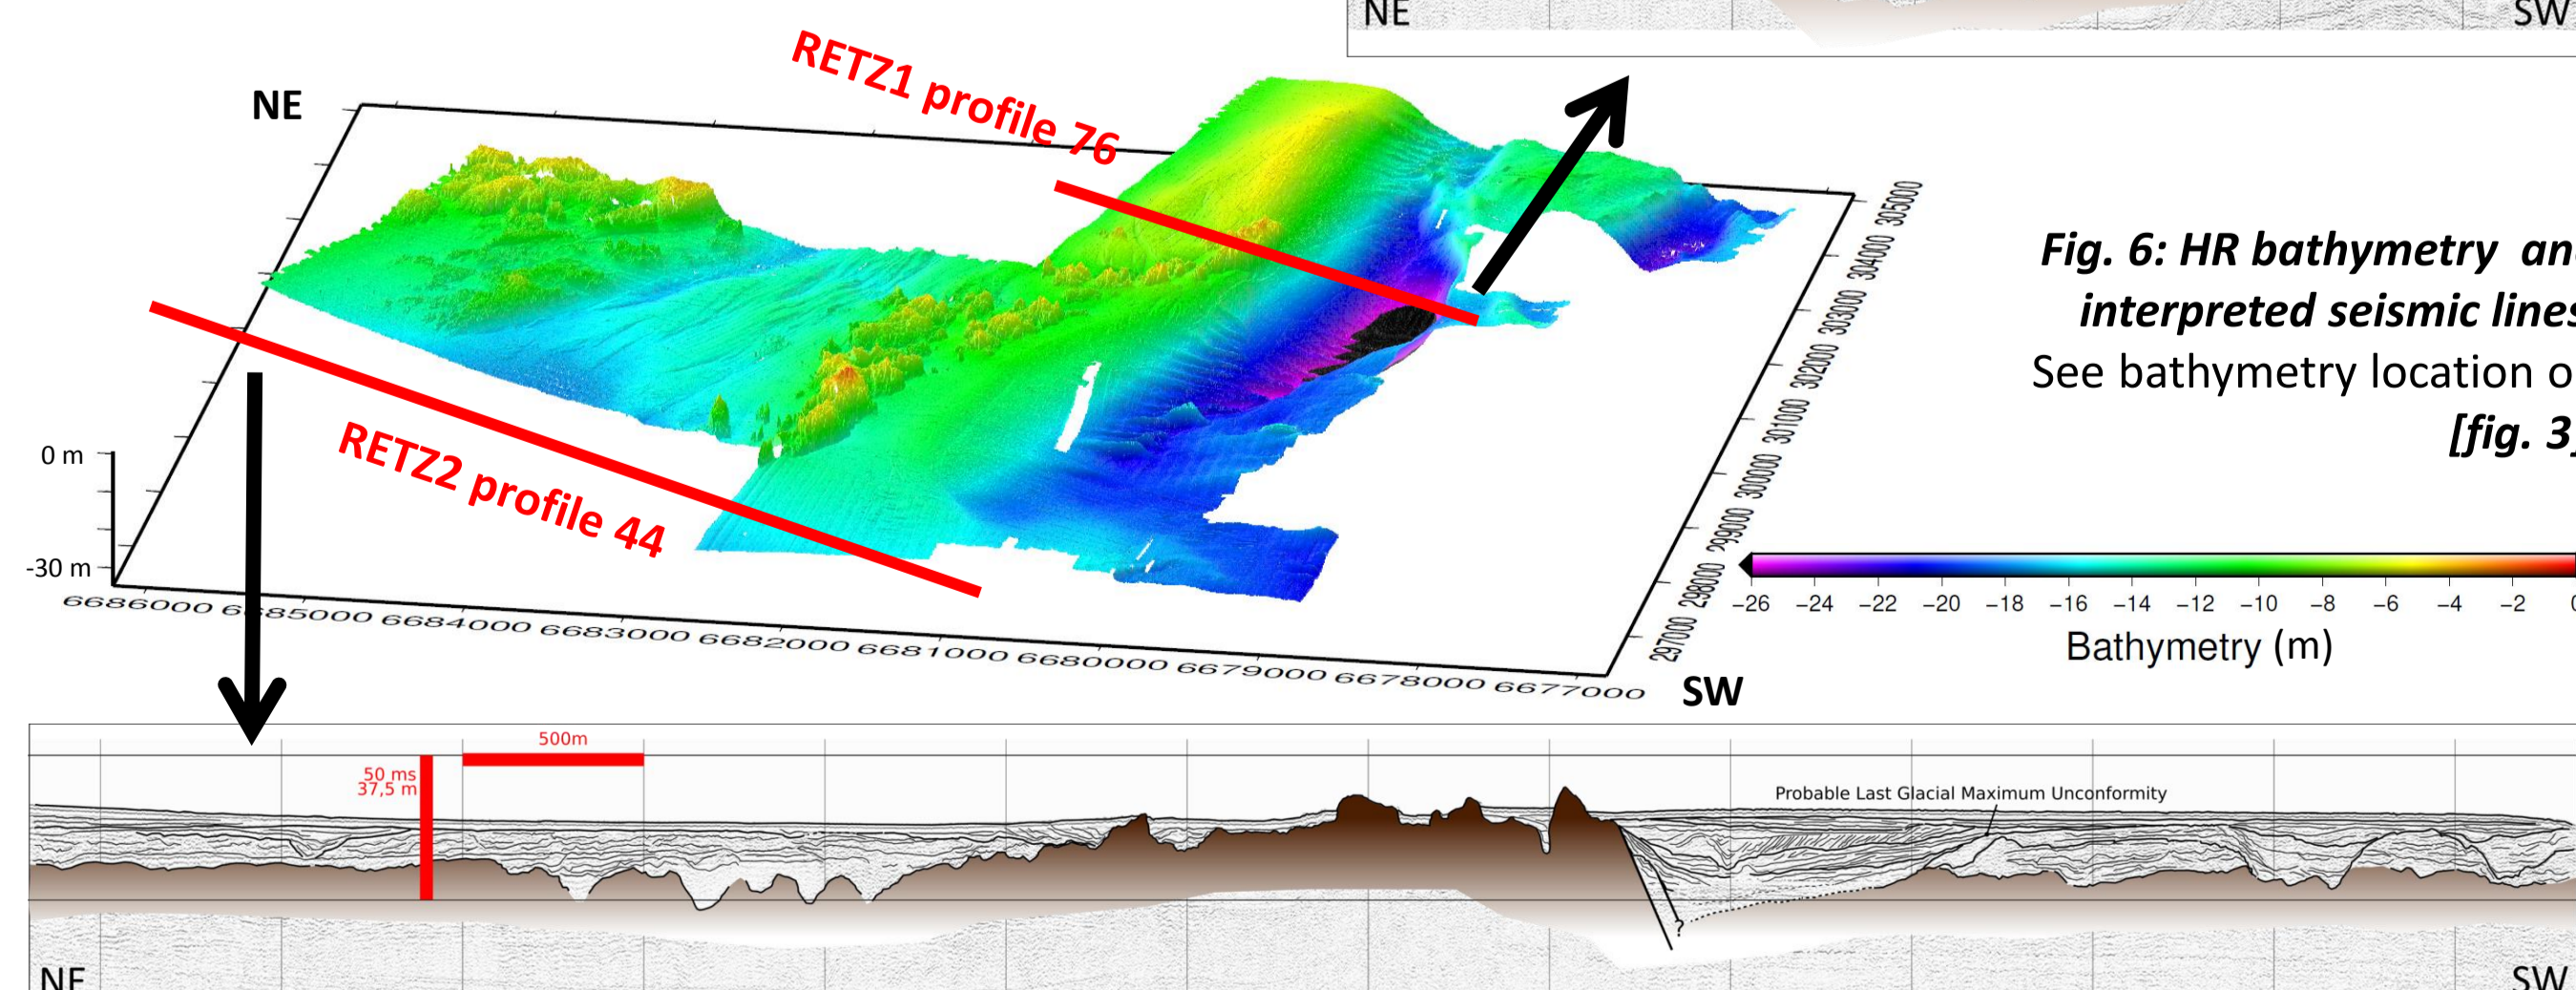 NE
SW
RETZ1 profile 76
NE
305000
304000
303000
302000
301000
300000
299000
298000
297000
Fig. 6: HR bathymetry
interpreted seismic lines
See bathymetry location
[fig. 3]
RETZ2 profile 44
0 m
-30 m
6686000 6685000 6684000 6683000 6682000 6681000 6680000 6679000 6678000 6677000
SW
−26 −24 −22 −20 −18 −16 −14 −12 −10 −8 −6 −4 −2 0
Bathymetry (m)
500m
50 ms
37,5 m
Probable Last Glacial Maximum Unconformity
?
NE
SW